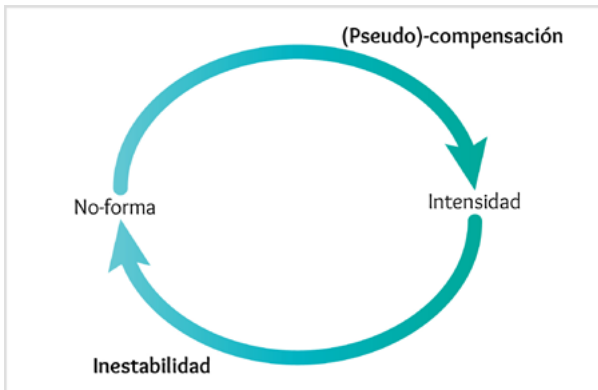 (Pseudo)-compensación
No-forma
Intensidad
Inestabilidad